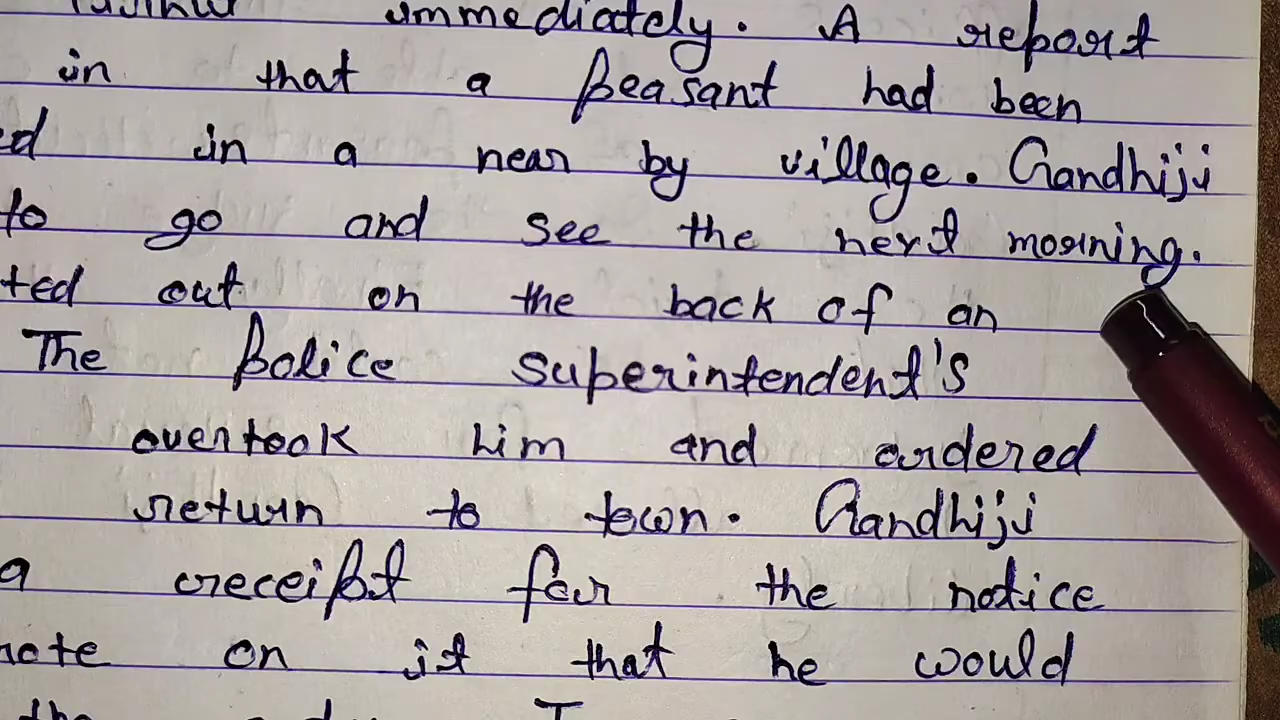 immediately. A report
in that a peasant had been
ed in a near by village. Gandhiji
to go and see the next morning.
ted out on the back of an
The police superintendent's
overtook him and ordered
return to town. Gandhiji
a receipt for the notice
note on it that he would
the